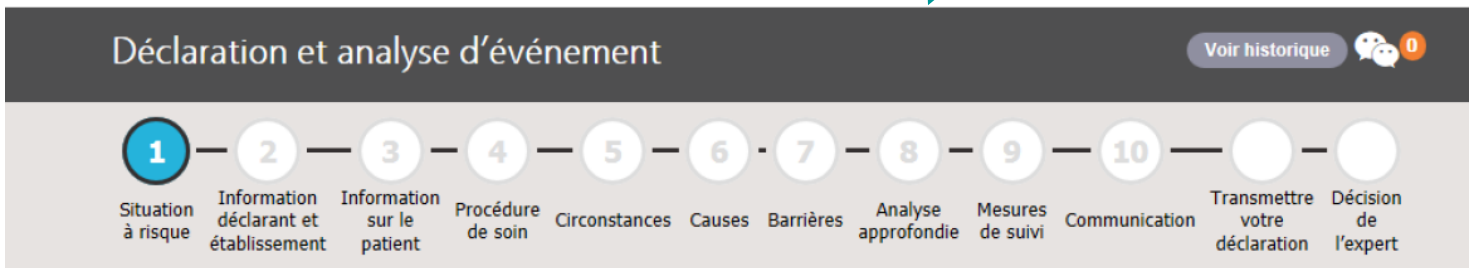 Déclaration et analyse d’événement
Voir historique
0
1
2
3
4
5
6
7
8
9
10
Situation
à risque
Information
déclarant et
établissement
Information
sur le
patient
Procédure
de soin
Circonstances
Causes
Barrières
Analyse
approfondie
Mesures
de suivi
Communication
Transmettre
votre
déclaration
Décision
de
l’expert